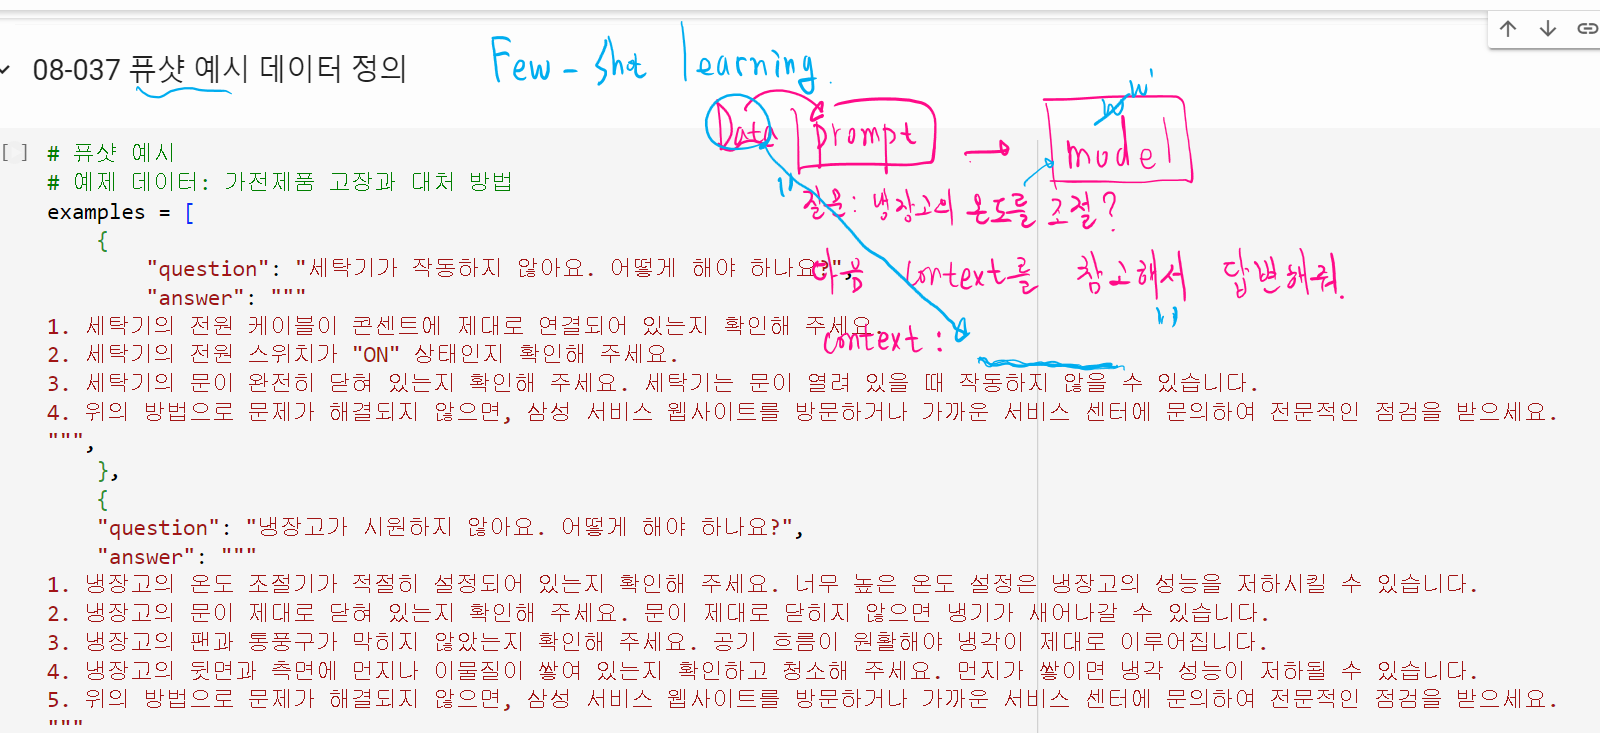 08-037 퓨샷 예시 데이터 정의
Few-shot learning.
Data prompt → model
w w'
질문: 냉장고의 온도를 조절?
다음 context를 참고해서 답변해줘.
context:
[ ] # 퓨샷 예시
# 예제 데이터: 가전제품 고장과 대처 방법
examples = [
{
"question": "세탁기가 작동하지 않아요. 어떻게 해야 하나요?",
"answer": """
1. 세탁기의 전원 케이블이 콘센트에 제대로 연결되어 있는지 확인해 주세요.
2. 세탁기의 전원 스위치가 "ON" 상태인지 확인해 주세요.
3. 세탁기의 문이 완전히 닫혀 있는지 확인해 주세요. 세탁기는 문이 열려 있을 때 작동하지 않을 수 있습니다.
4. 위의 방법으로 문제가 해결되지 않으면, 삼성 서비스 웹사이트를 방문하거나 가까운 서비스 센터에 문의하여 전문적인 점검을 받으세요.
""",
},
{
"question": "냉장고가 시원하지 않아요. 어떻게 해야 하나요?",
"answer": """
1. 냉장고의 온도 조절기가 적절히 설정되어 있는지 확인해 주세요. 너무 높은 온도 설정은 냉장고의 성능을 저하시킬 수 있습니다.
2. 냉장고의 문이 제대로 닫혀 있는지 확인해 주세요. 문이 제대로 닫히지 않으면 냉기가 새어나갈 수 있습니다.
3. 냉장고의 팬과 통풍구가 막히지 않았는지 확인해 주세요. 공기 흐름이 원활해야 냉각이 제대로 이루어집니다.
4. 냉장고의 뒷면과 측면에 먼지나 이물질이 쌓여 있는지 확인하고 청소해 주세요. 먼지가 쌓이면 냉각 성능이 저하될 수 있습니다.
5. 위의 방법으로 문제가 해결되지 않으면, 삼성 서비스 웹사이트를 방문하거나 가까운 서비스 센터에 문의하여 전문적인 점검을 받으세요.
"""